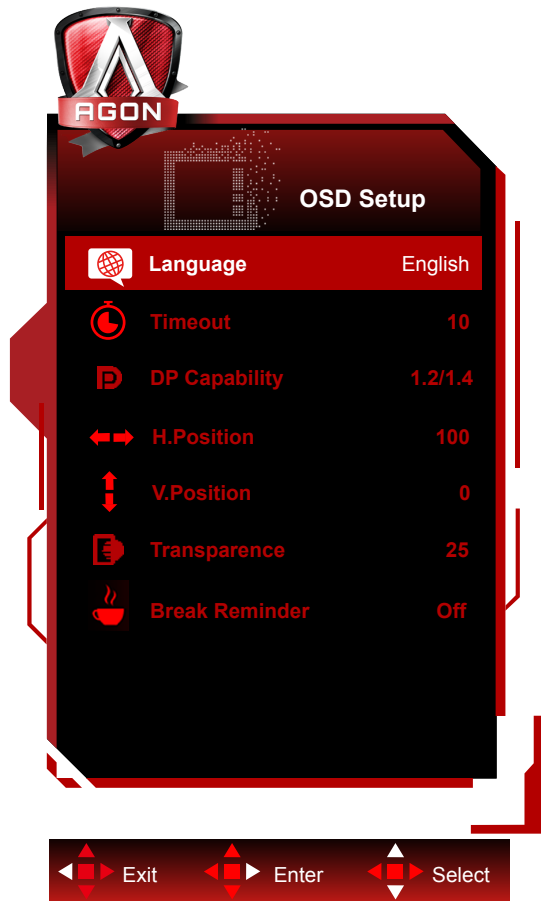 AGON
OSD Setup
Language English
Timeout 10
DP Capability 1.2/1.4
H.Position 100
V.Position 0
Transparence 25
Break Reminder Off
Exit Enter Select